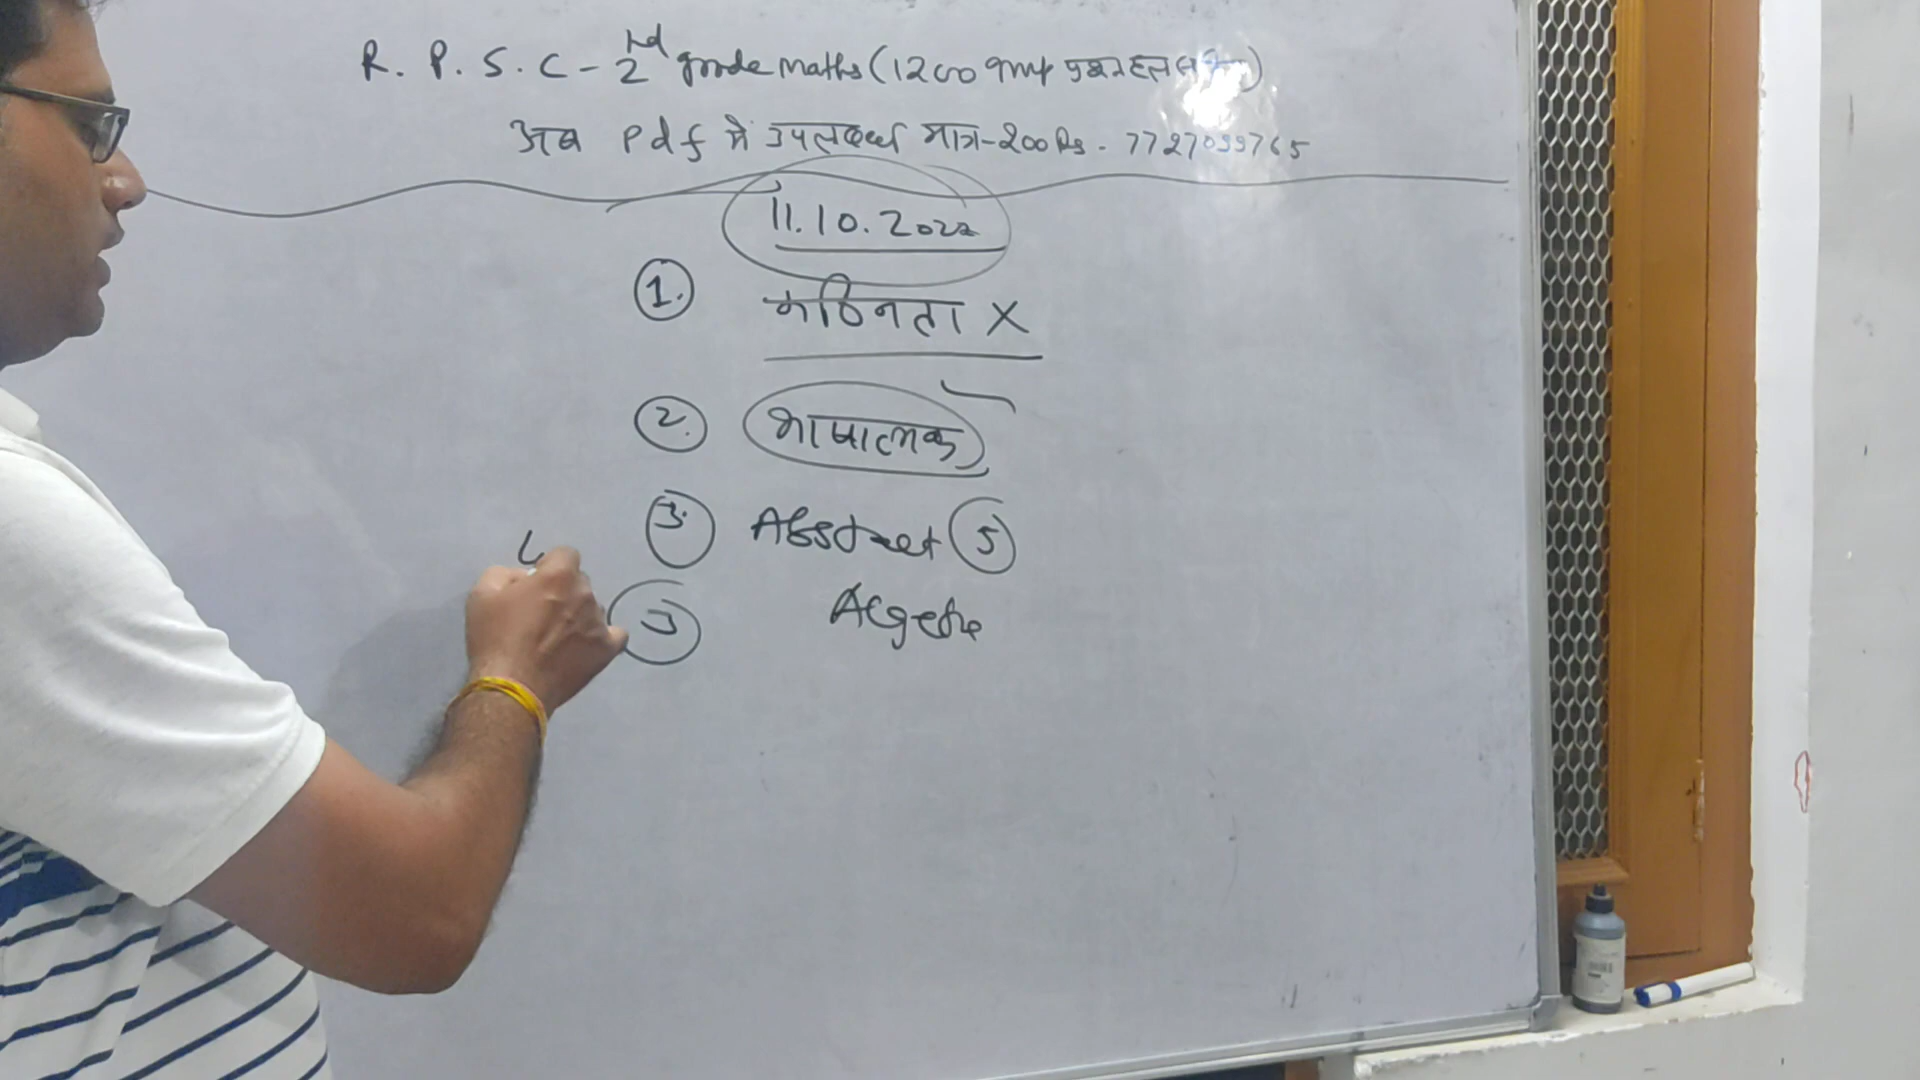 R. P. S. C - 2nd grade maths (1200 imp प्रश्न हल
अब Pdf में उपलब्ध मात्र - 200 Rs. 7727099765
11.10.2022
1. कठिनता X
2. भाषात्मक
3. Abstract 5
Algebra